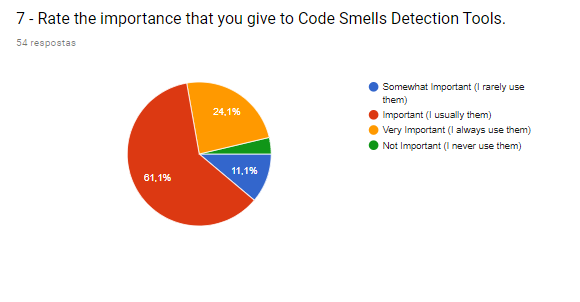 7 - Rate the importance that you give to Code Smells Detection Tools.
54 respostas
24,1%
11,1%
61,1%
Somewhat Important (I rarely use
them)
Important (I usually them)
Very Important (I always use them)
Not Important (I never use them)